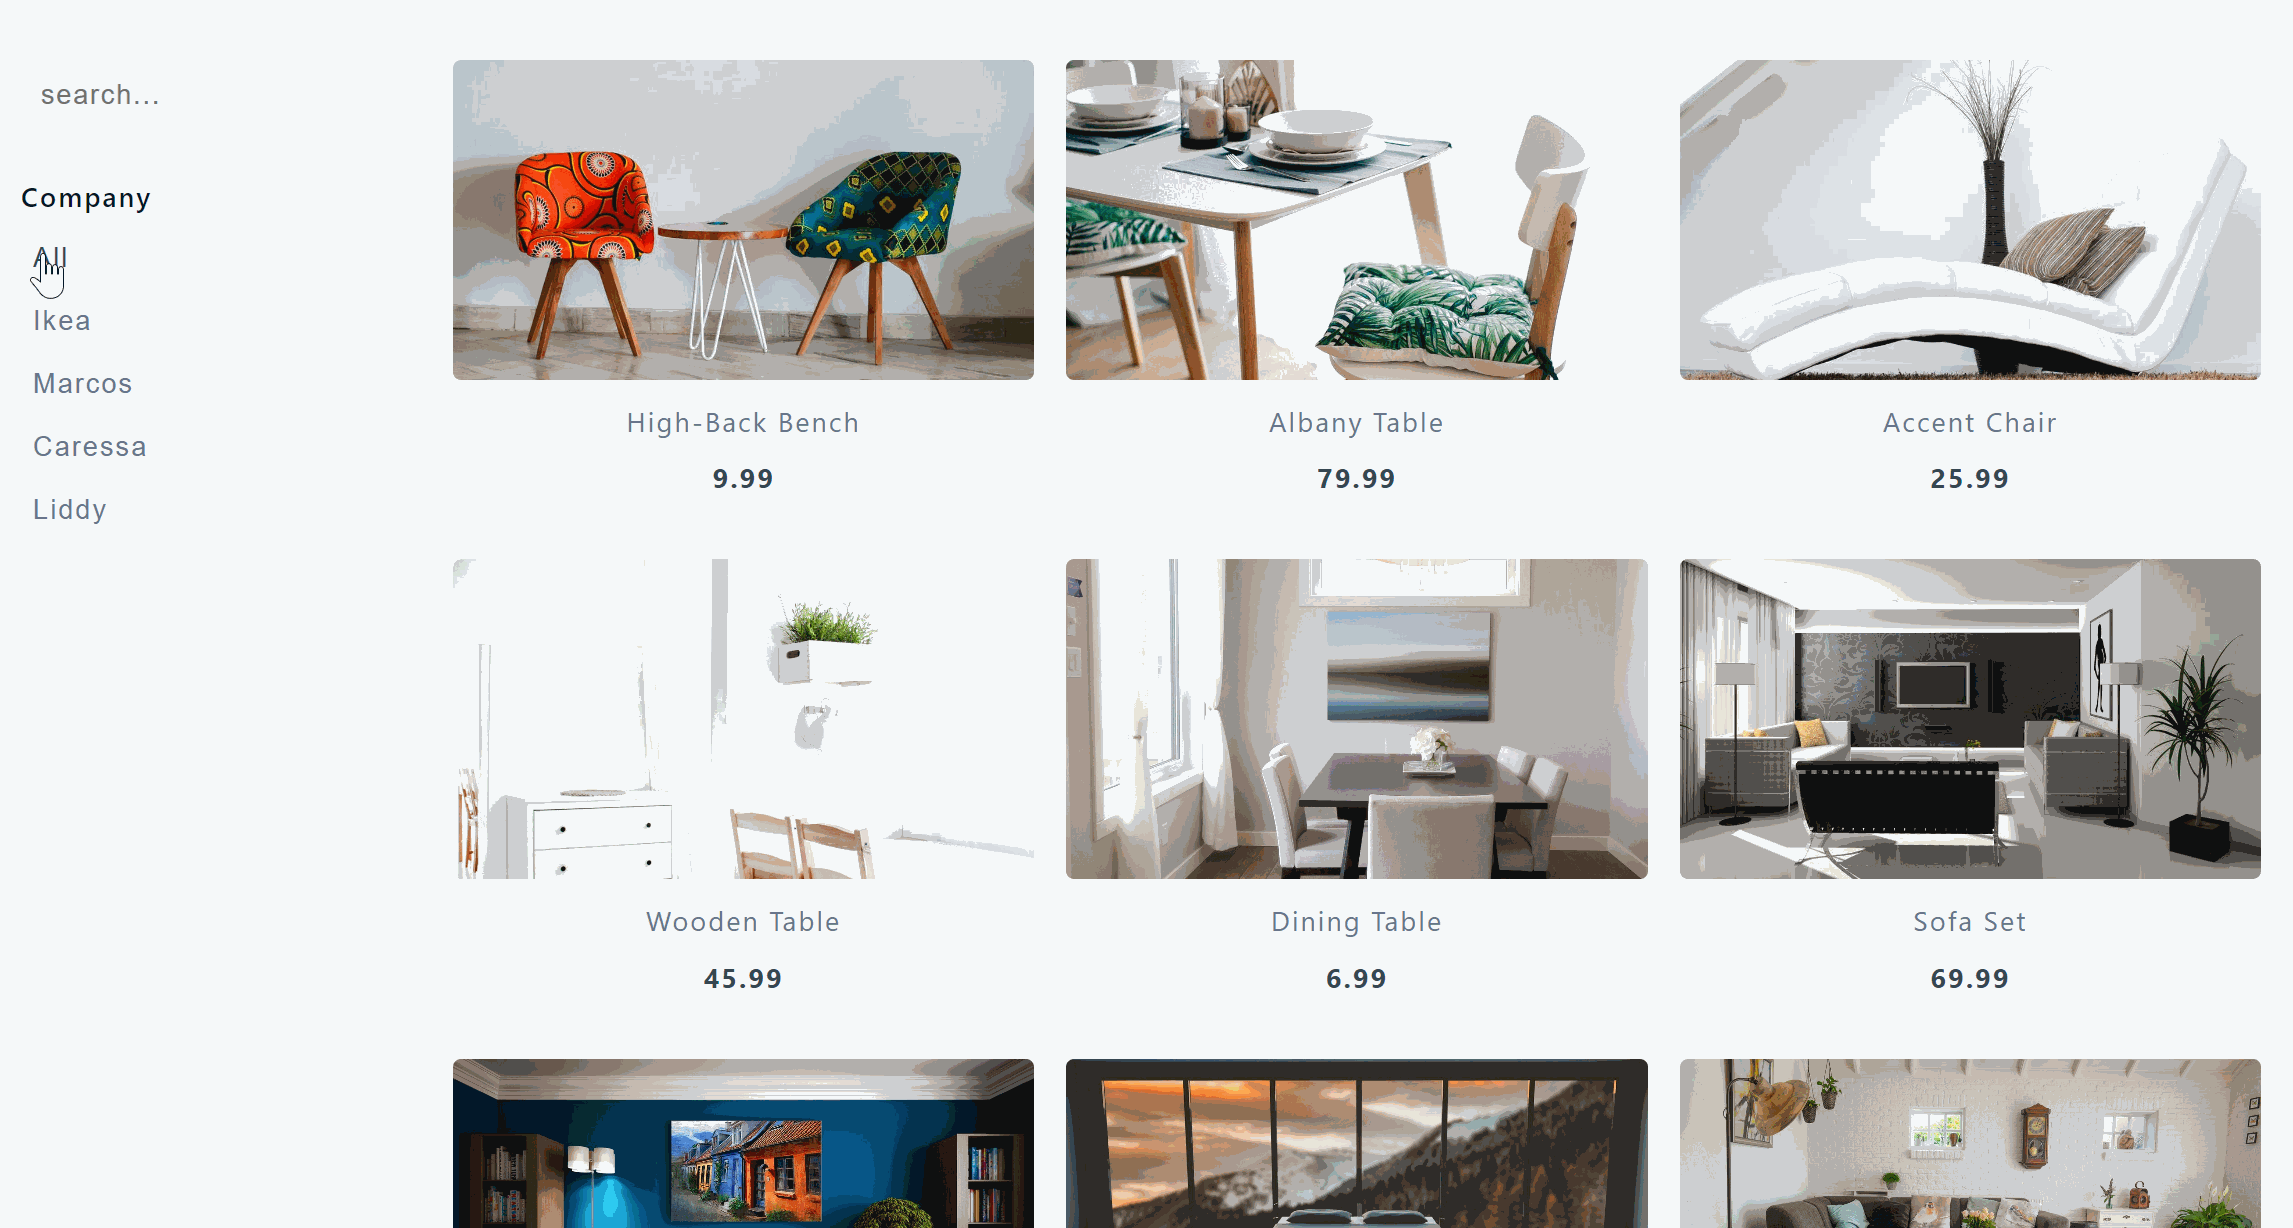 search...
Company
All
Ikea
Marcos
Caressa
Liddy
High-Back Bench
9.99
Albany Table
79.99
Accent Chair
25.99
Wooden Table
45.99
Dining Table
6.99
Sofa Set
69.99